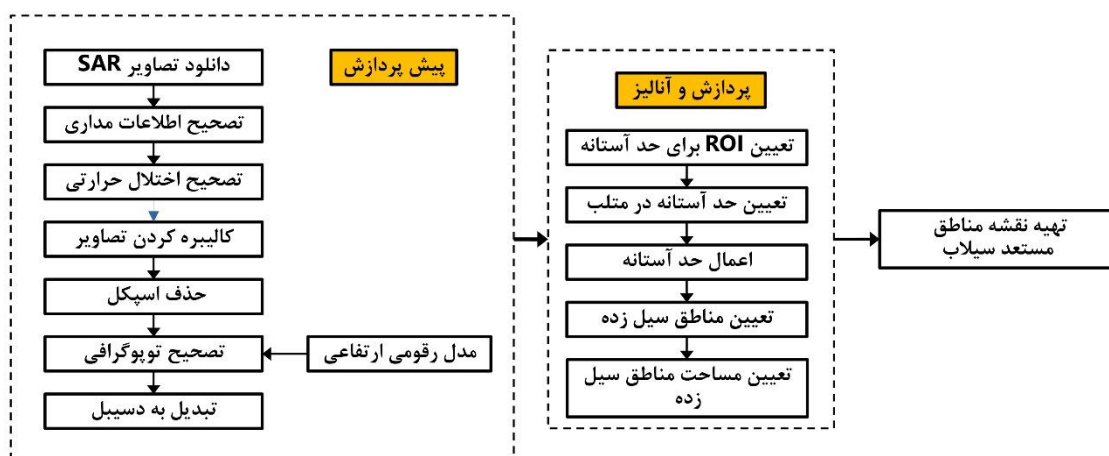 پیش پردازش
دانلود تصاویر SAR
تصحیح اطلاعات مداری
تصحیح اختلال حرارتی
کالیبره کردن تصاویر
حذف اسپکل
تصحیح توپوگرافی
مدل رقومی ارتفاعی
تبدیل به دسیبل
پردازش و آنالیز
تعیین ROI برای حد آستانه
تعیین حد آستانه در متلب
اعمال حد آستانه
تعیین مناطق سیل زده
تعیین مساحت مناطق سیل
زده
تهیه نقشه مناطق
مستعد سیلاب